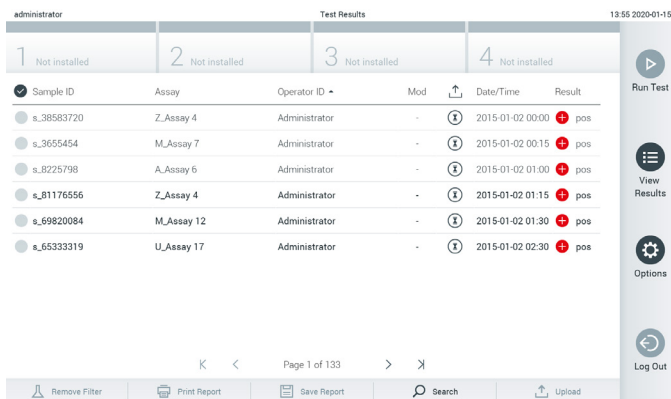 administrator Test Results 13:55 2020-01-15
1 Not installed 2 Not installed 3 Not installed 4 Not installed
Run Test
Sample ID Assay Operator ID Mod Date/Time Result
s_38583720 Z_Assay 4 Administrator - 2015-01-02 00:00 pos
s_3655454 M_Assay 7 Administrator - 2015-01-02 00:15 pos
s_8225798 A_Assay 6 Administrator - 2015-01-02 01:00 pos
View Results
s_81176556 Z_Assay 4 Administrator - 2015-01-02 01:15 pos
s_69820084 M_Assay 12 Administrator - 2015-01-02 01:30 pos
s_65333319 U_Assay 17 Administrator - 2015-01-02 02:30 pos
Options
Page 1 of 133
Log Out
Remove Filter Print Report Save Report Search Upload